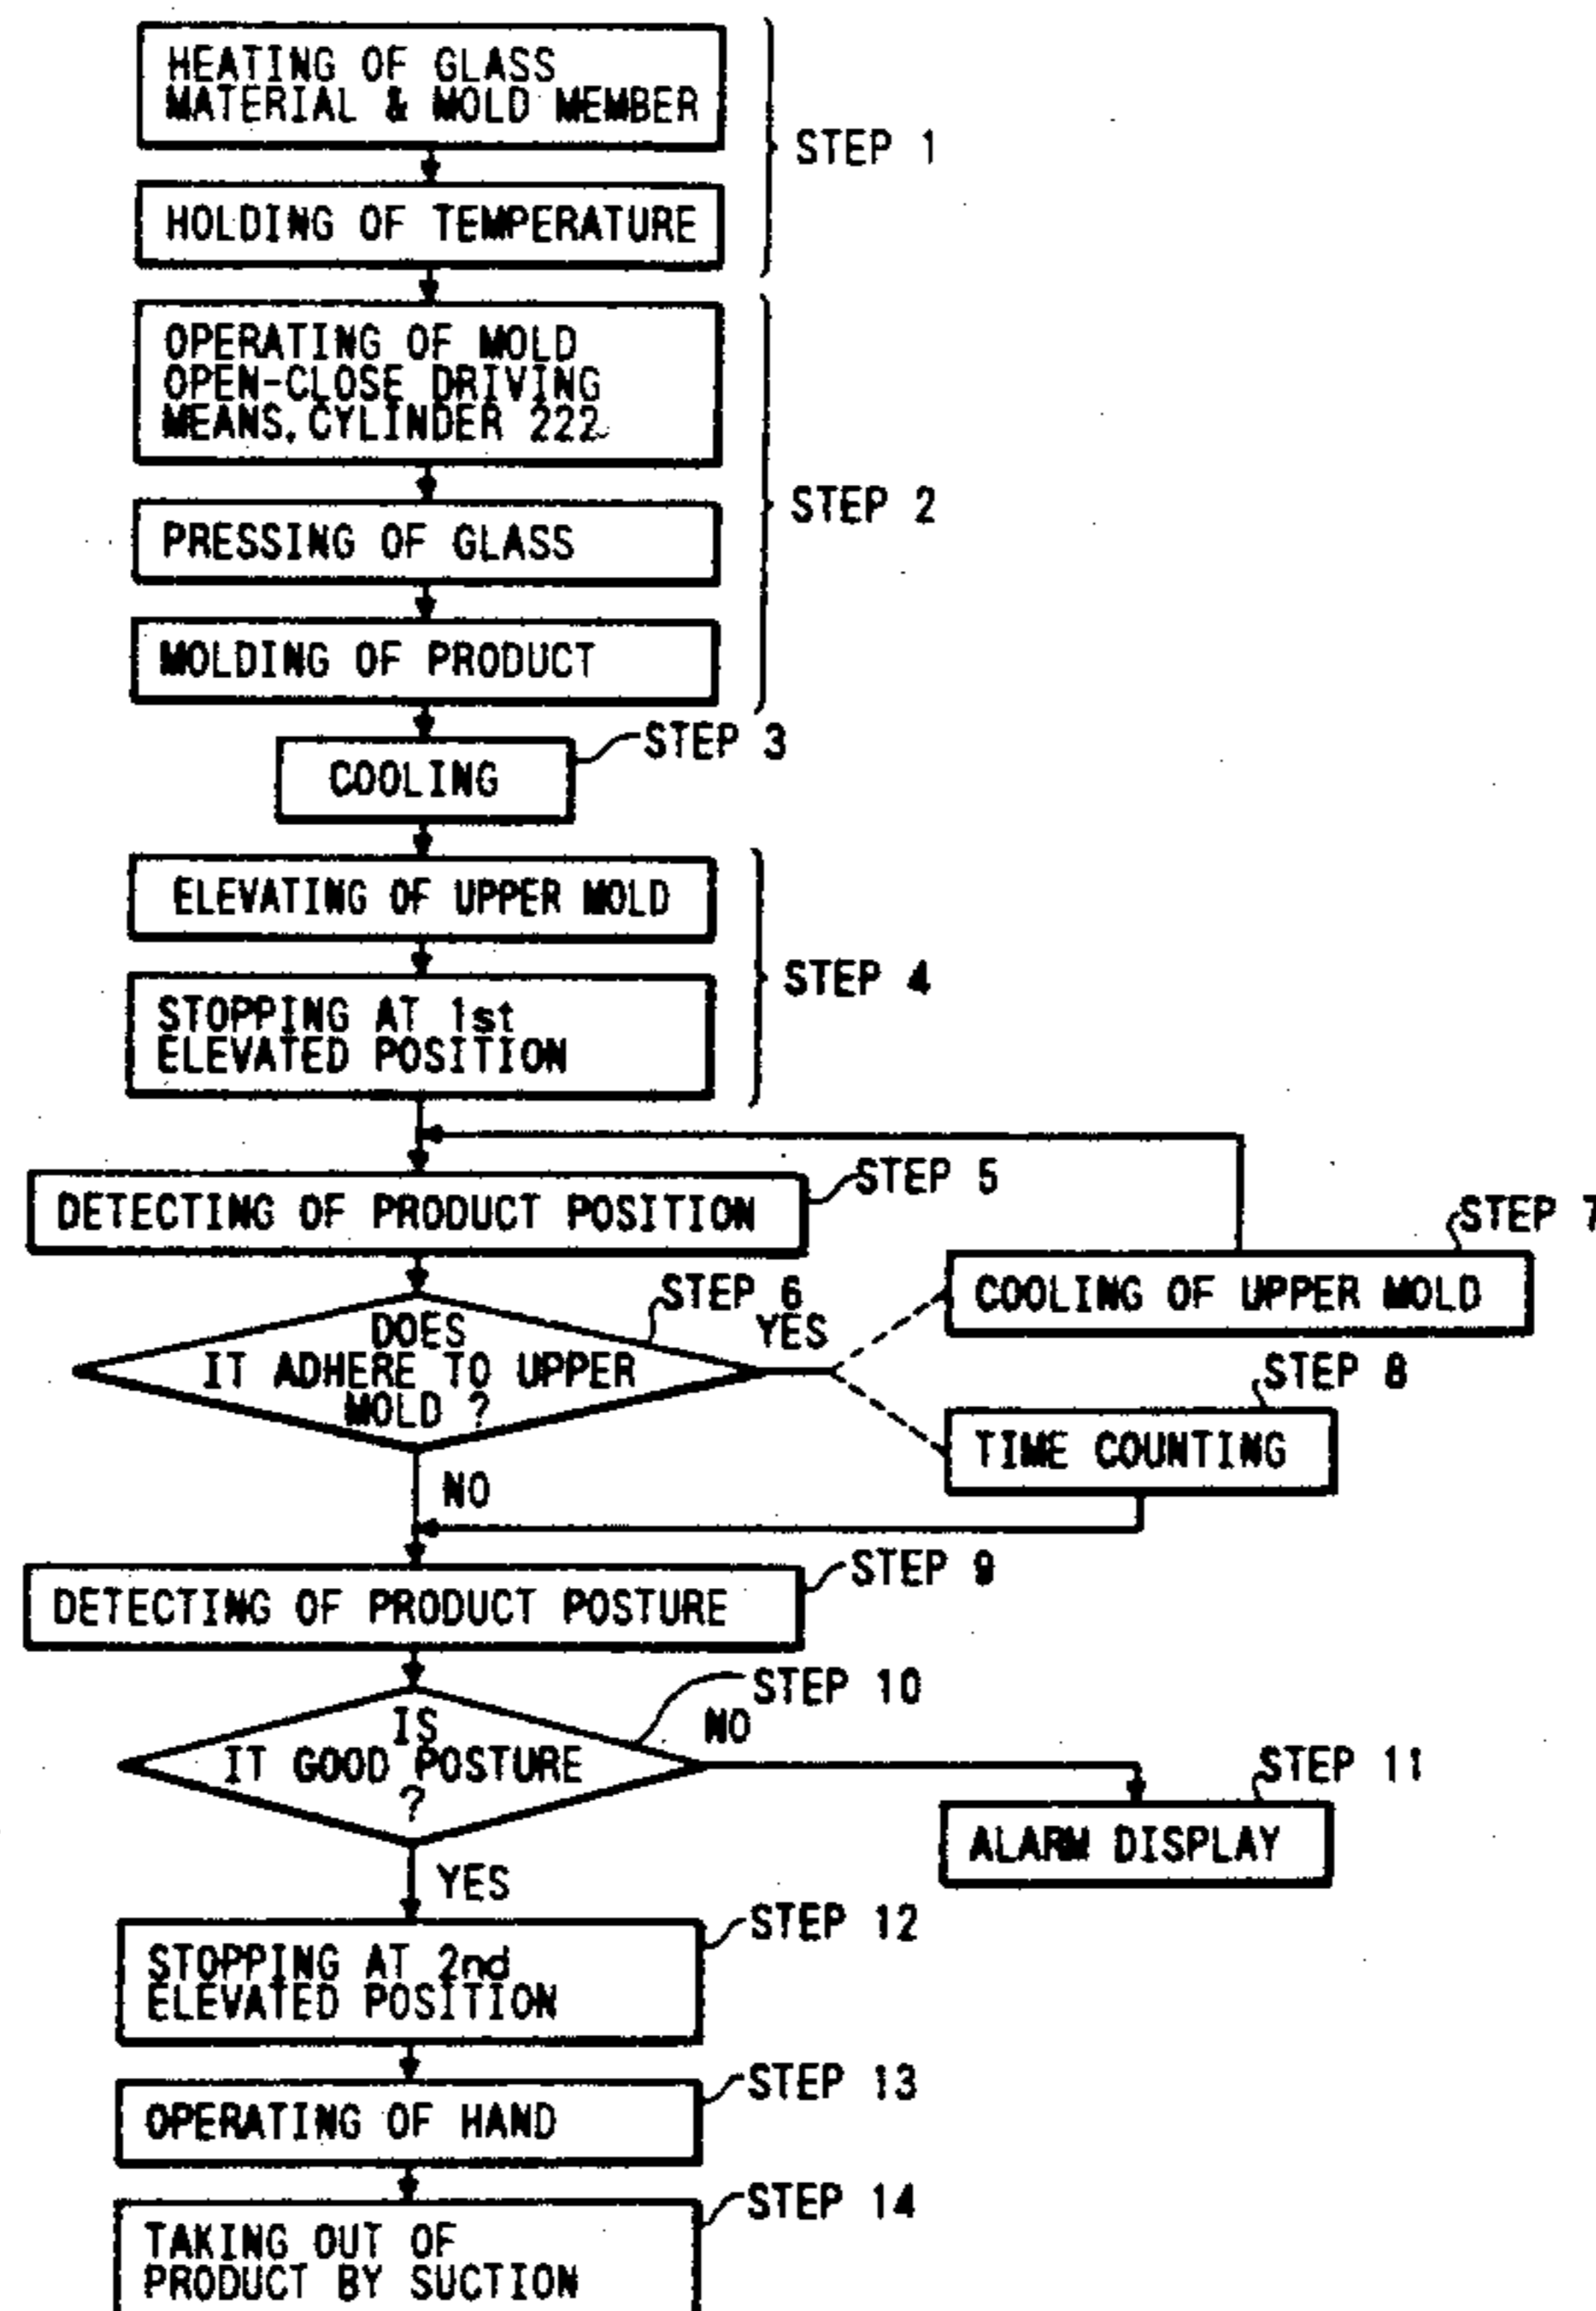 HEATING OF GLASS
MATERIAL & MOLD MEMBER
STEP 1
HOLDING OF TEMPERATURE
OPERATING OF MOLD
OPEN-CLOSE DRIVING
MEANS.CYLINDER 222
STEP 2
PRESSING OF GLASS
MOLDING OF PRODUCT
STEP 3
COOLING
ELEVATING OF UPPER MOLD
STEP 4
STOPPING AT 1st
ELEVATED POSITION
STEP 5
DETECTING OF PRODUCT POSITION
STEP 7
COOLING OF UPPER MOLD
STEP 6
YES
DOES
IT ADHERE TO UPPER
MOLD ?
STEP 8
TIME COUNTING
NO
STEP 9
DETECTING OF PRODUCT POSTURE
STEP 10
NO
IS
IT GOOD POSTURE
?
STEP 11
ALARM DISPLAY
YES
STEP 12
STOPPING AT 2nd
ELEVATED POSITION
STEP 13
OPERATING OF HAND
STEP 14
TAKING OUT OF
PRODUCT BY SUCTION